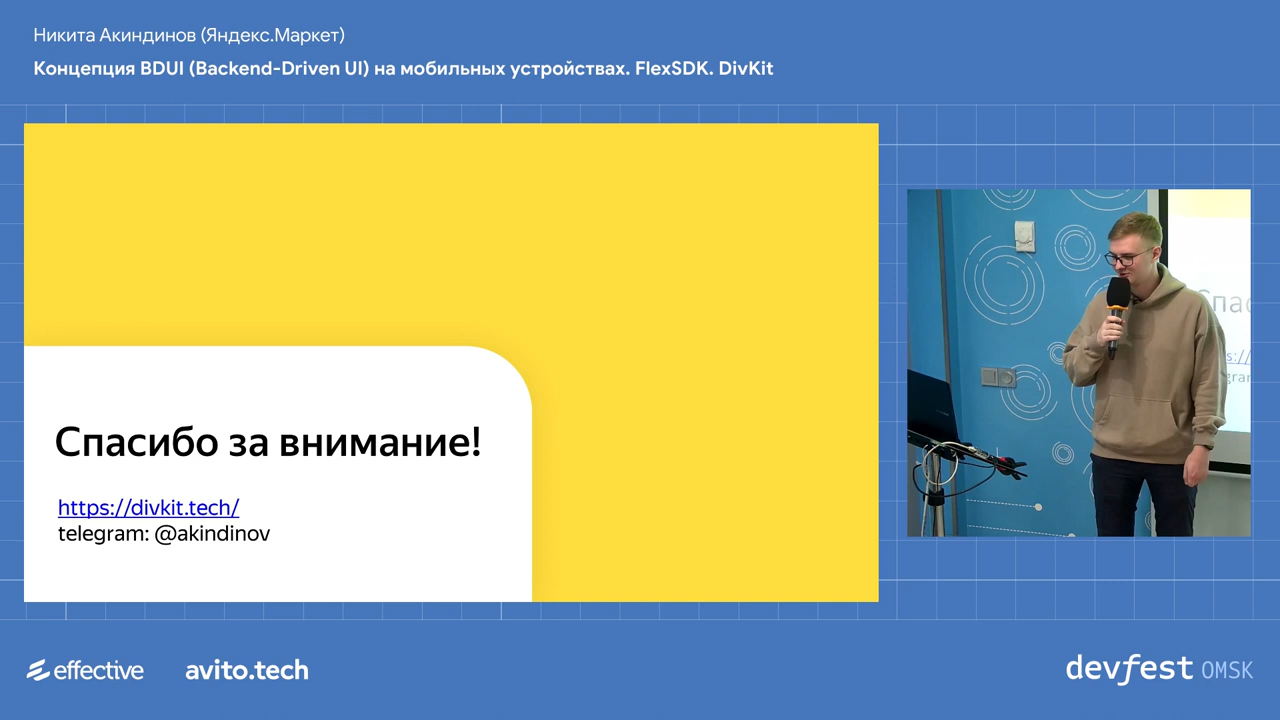 Никита Акиндинов (Яндекс.Маркет)
Концепция BDUI (Backend-Driven UI) на мобильных устройствах. FlexSDK. DivKit
Спасибо за внимание!
https://divkit.tech/
telegram: @akindinov
effective
avito.tech
devfest OMSK